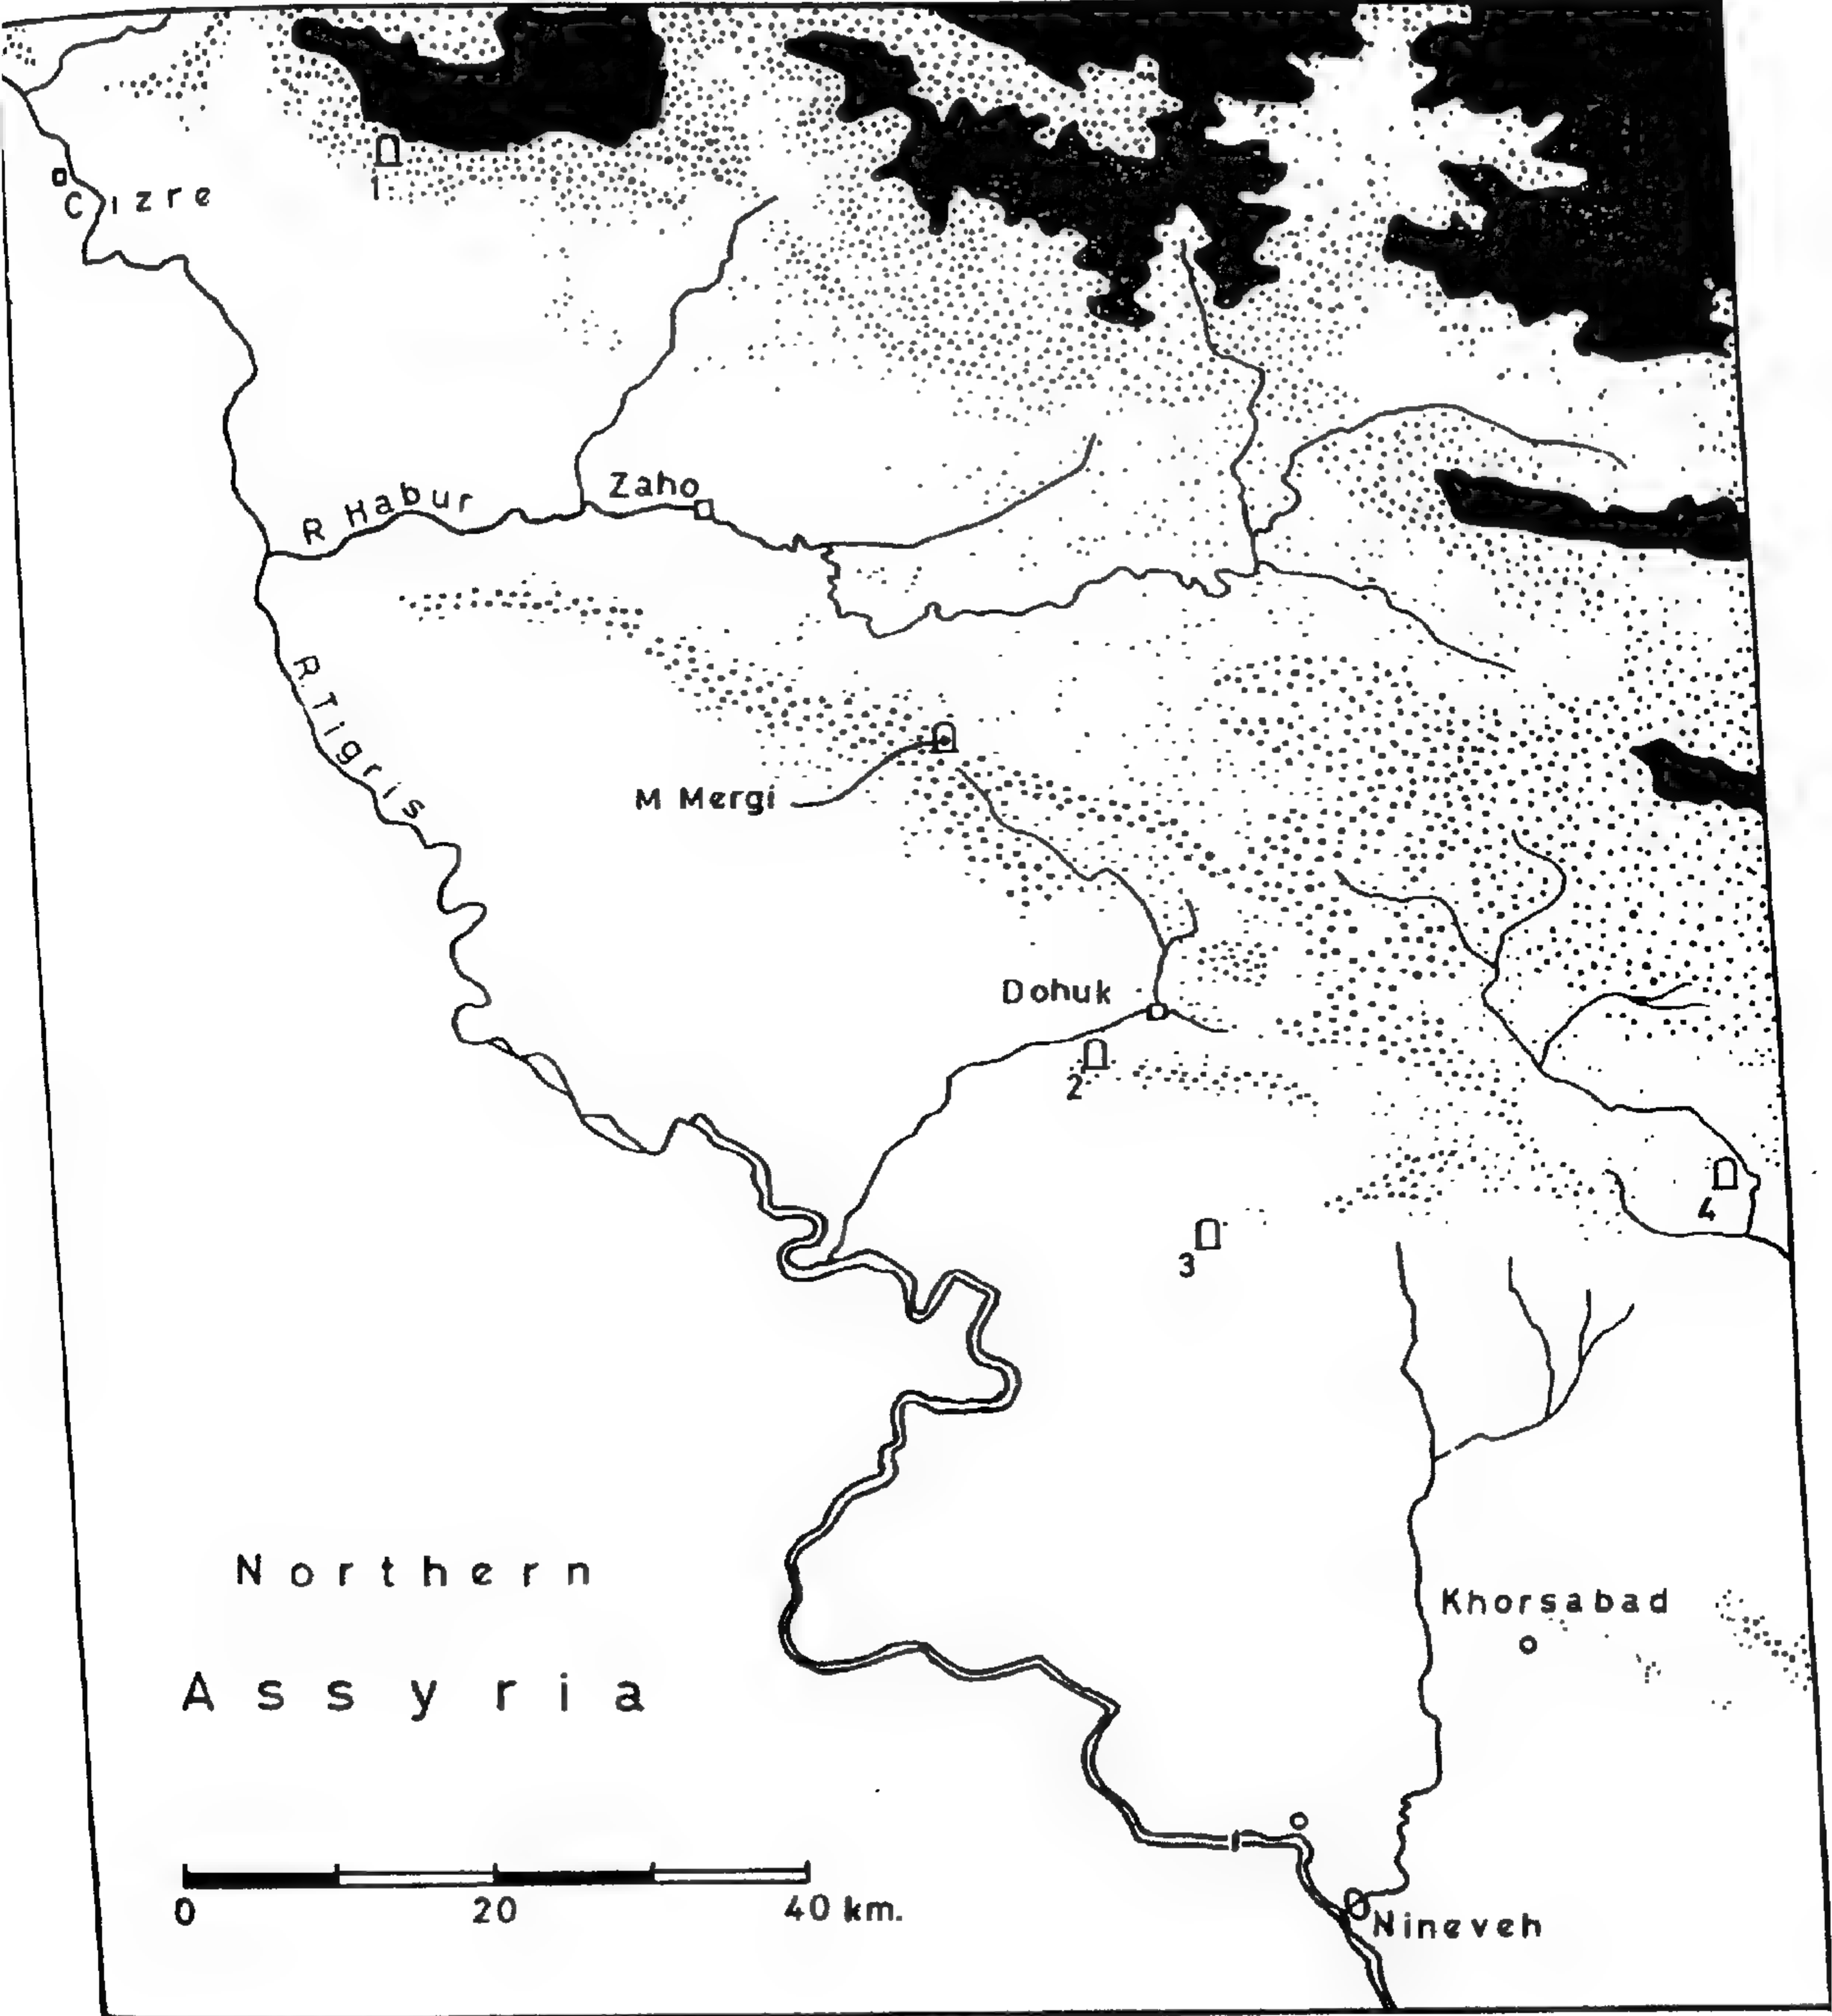 Cizre
1
Zaho
R Habur
R. Tigris
M Mergi
Dohuk
2
4
3
Northern
Assyria
Khorsabad
0 20 40 km.
Nineveh